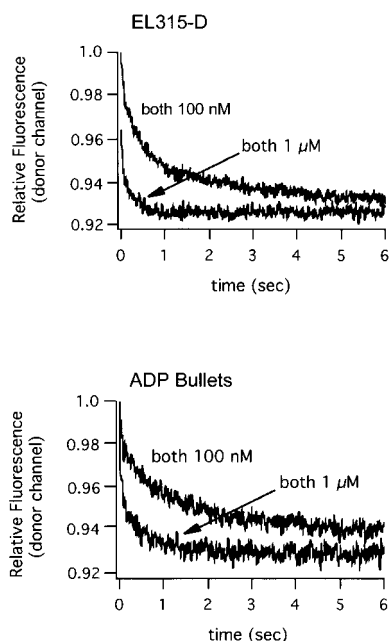 EL315-D
Relative Fluorescence
(donor channel)
1.0
0.98
0.96
0.94
0.92
both 100 nM
both 1 µM
0 1 2 3 4 5 6
time (sec)
ADP Bullets
Relative Fluorescence
(donor channel)
1.0
0.98
0.96
0.94
0.92
both 100 nM
both 1 µM
0 1 2 3 4 5 6
time (sec)